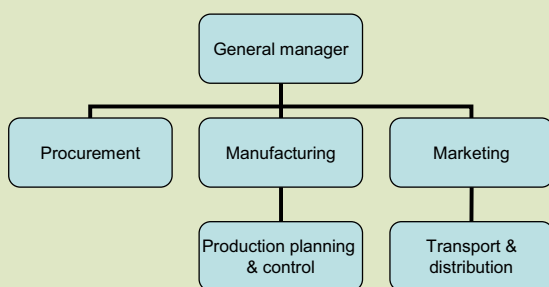 General manager
Procurement
Manufacturing
Marketing
Production planning
& control
Transport &
distribution